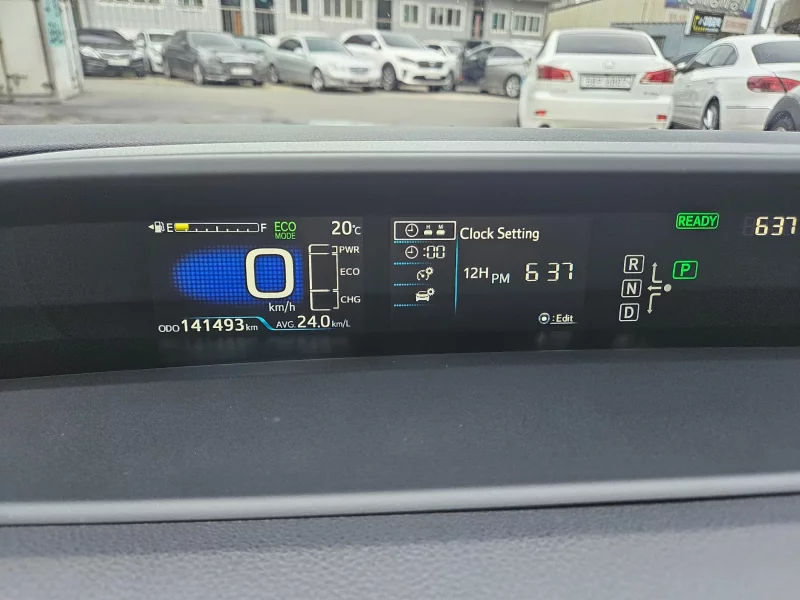 E F ECO MODE 20°C
0 km/h
PWR
ECO
CHG
ODO 141493 km AVG. 24.0 km/L
H M
:00
Clock Setting
12H PM 6 37
:Edit
READY
637
R
N
D
P